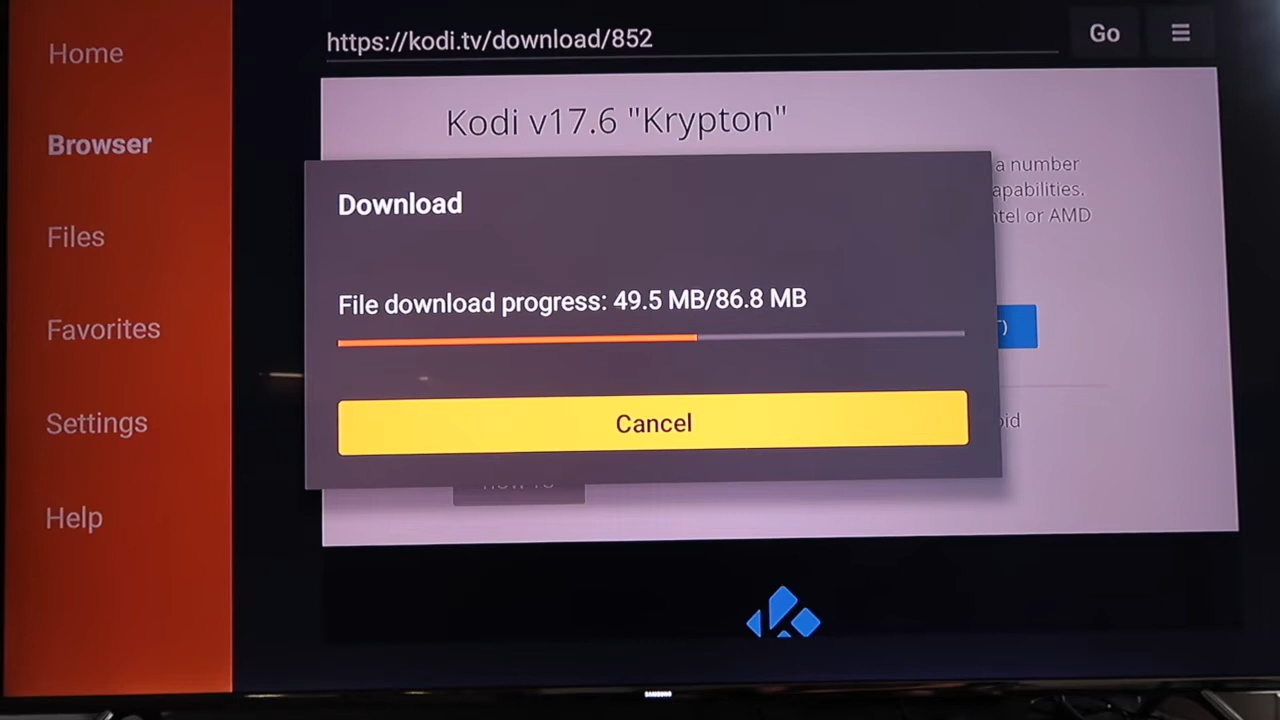 Home
Browser
Files
Favorites
Settings
Help
https://kodi.tv/download/852
Go
Kodi v17.6 "Krypton"
a number
apabilities.
ntel or AMD
Download
File download progress: 49.5 MB/86.8 MB
Cancel
SAMSUNG